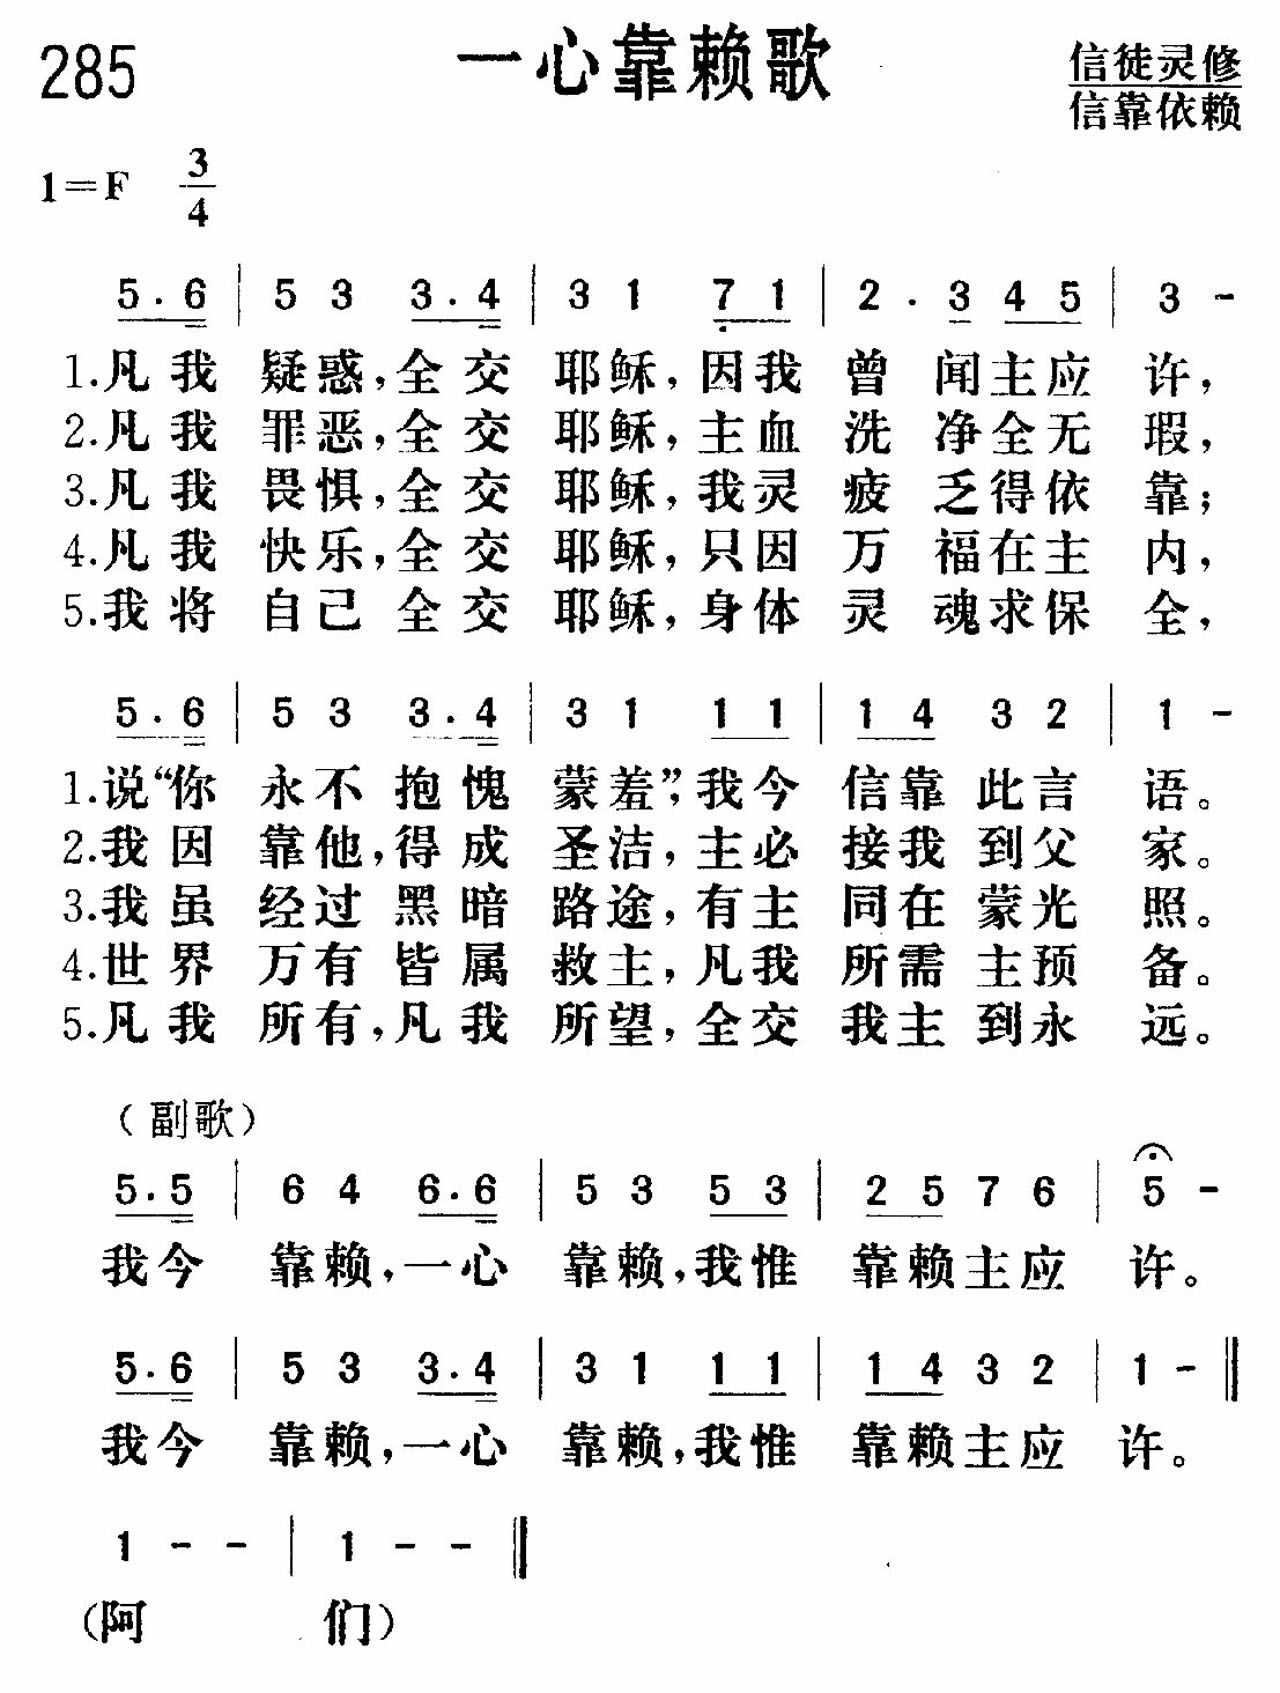 285 一心靠赖歌 信徒灵修
信靠依赖
1=F 3/4
5. 6 | 5 3 3. 4 | 3 1 7 1 | 2. 3 4 5 | 3 -
1.凡我疑惑,全交耶稣,因我曾闻主应许,
2.凡我罪恶,全交耶稣,主血洗净全无瑕,
3.凡我畏惧,全交耶稣,我灵疲乏得依靠;
4.凡我快乐,全交耶稣,只因万福在主内,
5.我将自己全交耶稣,身体灵魂求保全,
5. 6 | 5 3 3. 4 | 3 1 1 1 | 1 4 3 2 | 1 -
1.说“你永不抱愧蒙羞”,我今信靠此言语。
2.我因靠他,得成圣洁,主必接我到父家。
3.我虽经过黑暗路途,有主同在蒙光照。
4.世界万有皆属救主,凡我所需主预备。
5.凡我所有,凡我所望,全交我主到永远。
(副歌)
5. 5 | 6 4 6. 6 | 5 3 5 3 | 2 5 7 6 | 5 -
我今靠赖,一心靠赖,我惟靠赖主应许。
5. 6 | 5 3 3. 4 | 3 1 1 1 | 1 4 3 2 | 1 - ‖
我今靠赖,一心靠赖,我惟靠赖主应许。
1 - - | 1 - - ‖
(阿们)